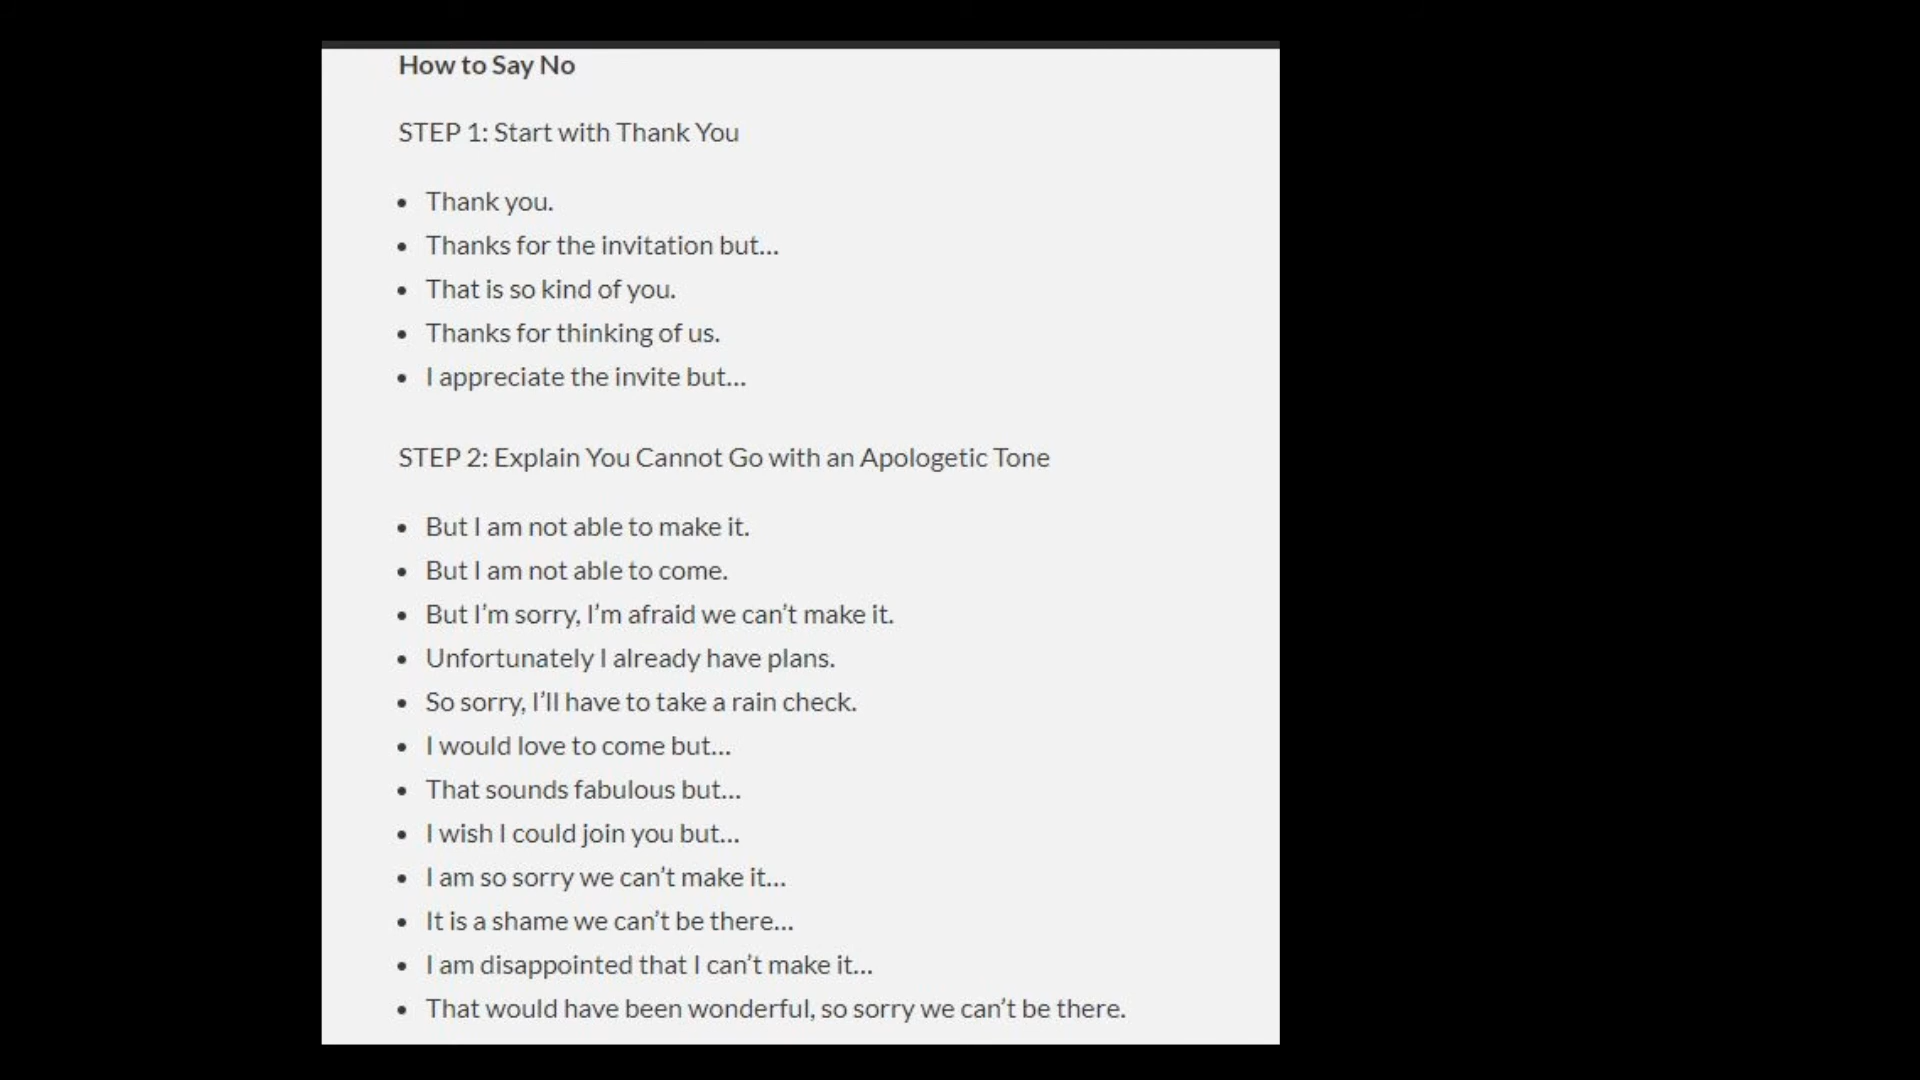 How to Say No
STEP 1: Start with Thank You
• Thank you.
• Thanks for the invitation but…
• That is so kind of you.
• Thanks for thinking of us.
• I appreciate the invite but…
STEP 2: Explain You Cannot Go with an Apologetic Tone
• But I am not able to make it.
• But I am not able to come.
• But I’m sorry, I’m afraid we can’t make it.
• Unfortunately I already have plans.
• So sorry, I’ll have to take a rain check.
• I would love to come but…
• That sounds fabulous but…
• I wish I could join you but…
• I am so sorry we can’t make it…
• It is a shame we can’t be there…
• I am disappointed that I can’t make it…
• That would have been wonderful, so sorry we can’t be there.